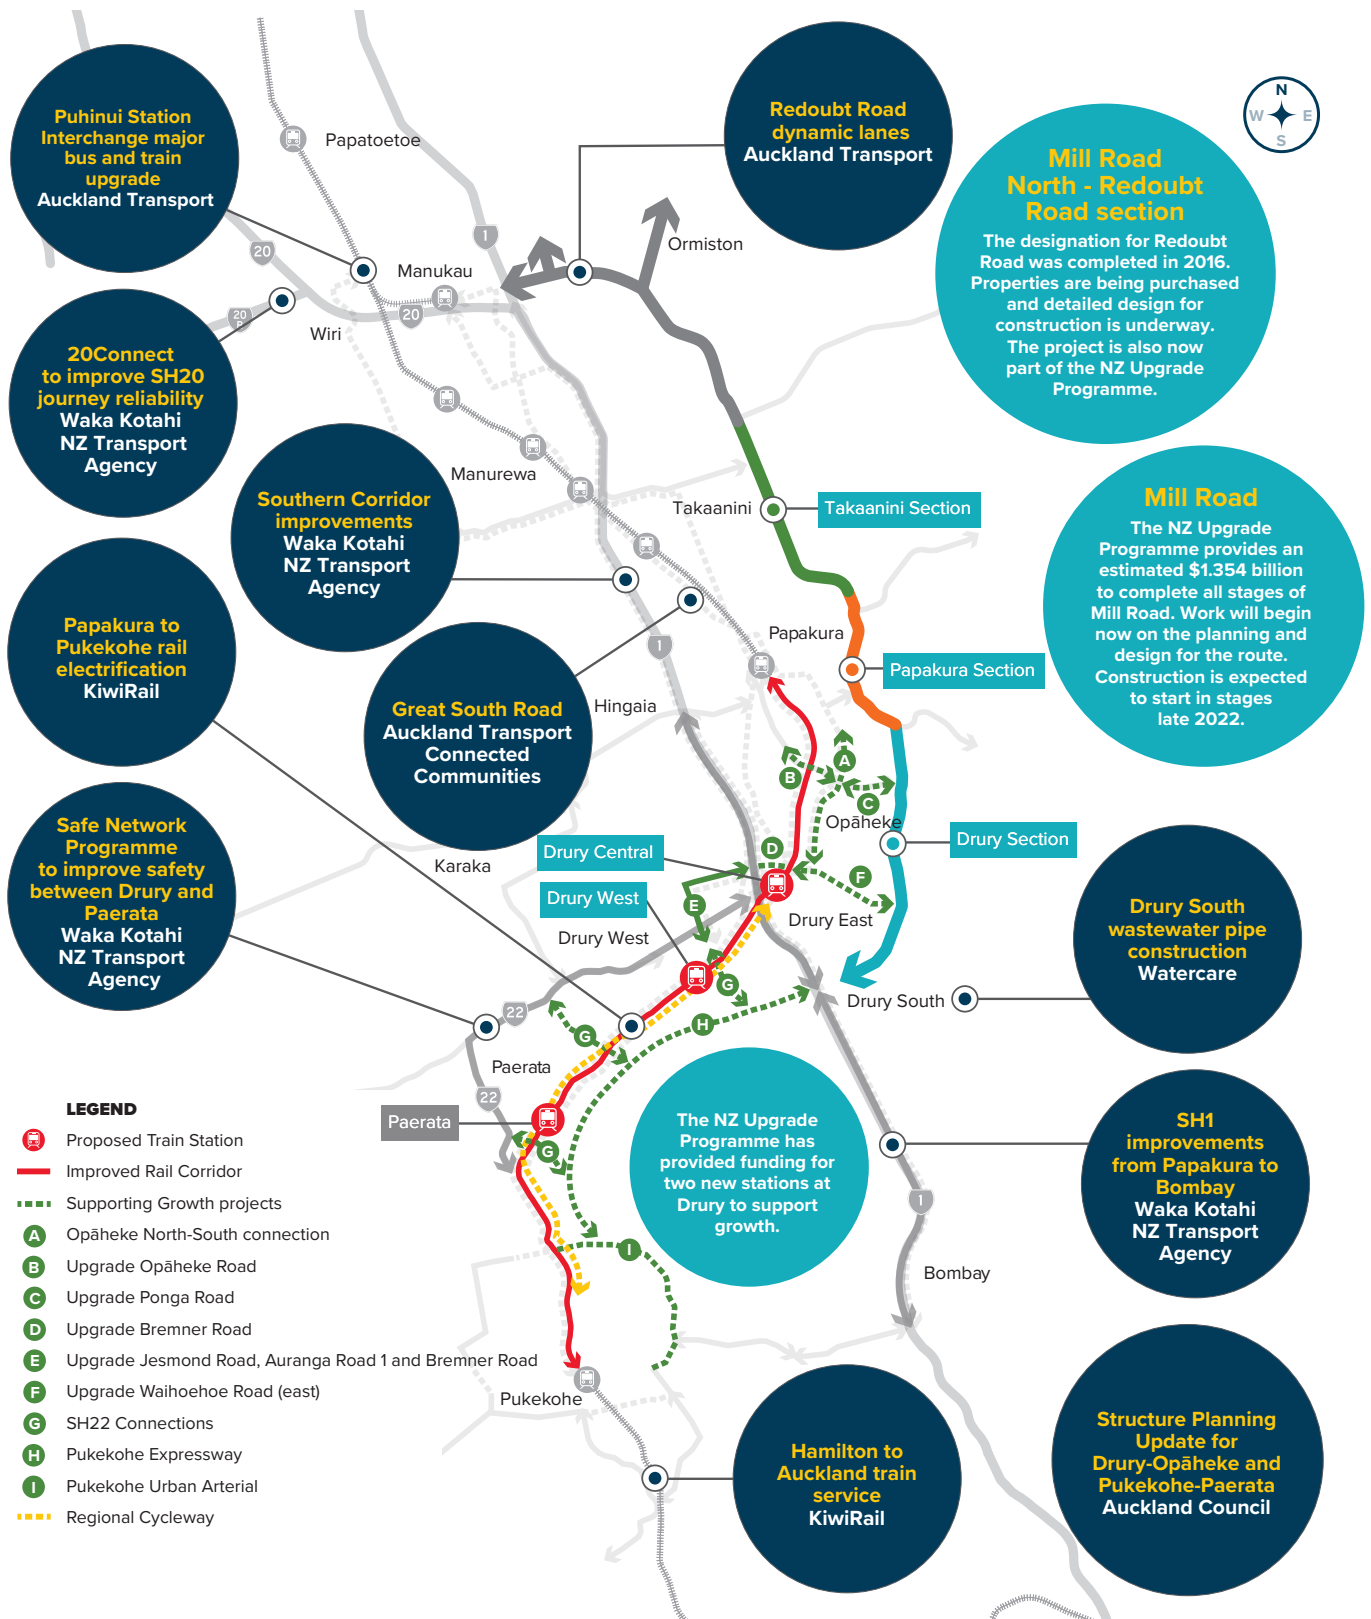 Puhinui Station
Interchange major
bus and train
upgrade
Auckland Transport
Papatoetoe
Redoubt Road
dynamic lanes
Auckland Transport
N
W
E
S
Mill Road
North - Redoubt
Road section
The designation for Redoubt
Road was completed in 2016.
Properties are being purchased
and detailed design for
construction is underway.
The project is also now
part of the NZ Upgrade
Programme.
1
Ormiston
20
Manukau
20
20
B
Wiri
20Connect
to improve SH20
journey reliability
Waka Kotahi
NZ Transport
Agency
Manurewa
Southern Corridor
improvements
Waka Kotahi
NZ Transport
Agency
Takaanini
Takaanini Section
Mill Road
The NZ Upgrade
Programme provides an
estimated $1.354 billion
to complete all stages of
Mill Road. Work will begin
now on the planning and
design for the route.
Construction is expected
to start in stages
late 2022.
Papakura to
Pukekohe rail
electrification
KiwiRail
Papakura
1
Papakura Section
Hingaia
Great South Road
Auckland Transport
Connected
Communities
A
B
C
Opāheke
Drury Section
Safe Network
Programme
to improve safety
between Drury and
Paerata
Waka Kotahi
NZ Transport
Agency
Karaka
Drury Central
D
F
Drury West
E
Drury East
Drury West
Drury South
wastewater pipe
construction
Watercare
G
Drury South
22
H
G
Paerata
22
Paerata
G
The NZ Upgrade
Programme has
provided funding for
two new stations at
Drury to support
growth.
SH1
improvements
from Papakura to
Bombay
Waka Kotahi
NZ Transport
Agency
1
I
Bombay
Pukekohe
LEGEND
Proposed Train Station
Improved Rail Corridor
Supporting Growth projects
A Opāheke North-South connection
B Upgrade Opāheke Road
C Upgrade Ponga Road
D Upgrade Bremner Road
E Upgrade Jesmond Road, Auranga Road 1 and Bremner Road
F Upgrade Waihoehoe Road (east)
G SH22 Connections
H Pukekohe Expressway
I Pukekohe Urban Arterial
Regional Cycleway
Hamilton to
Auckland train
service
KiwiRail
Structure Planning
Update for
Drury-Opāheke and
Pukekohe-Paerata
Auckland Council